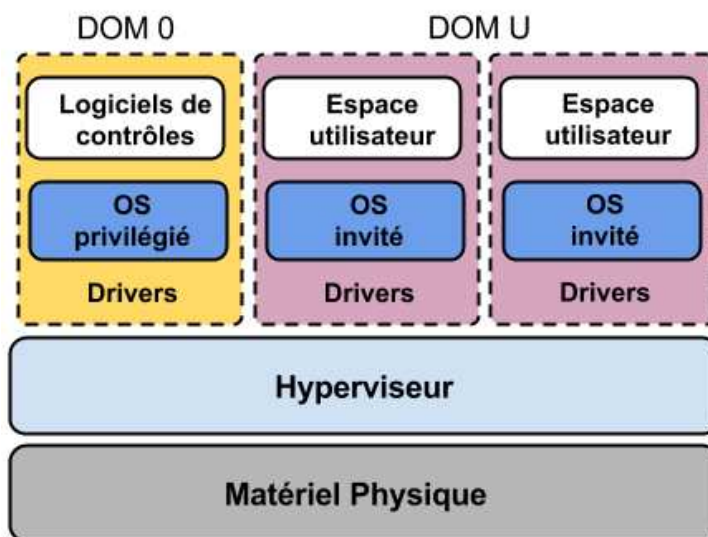 DOM 0
DOM U
Logiciels de
contrôles
Espace
utilisateur
Espace
utilisateur
OS
privilégié
OS
invité
OS
invité
Drivers
Drivers
Drivers
Hyperviseur
Matériel Physique